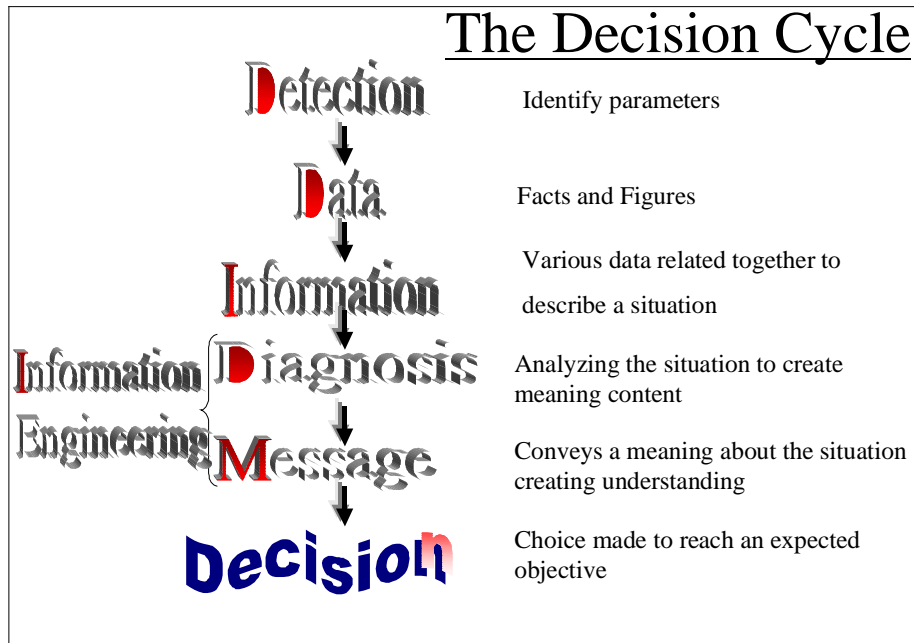 The Decision Cycle
Detection
Identify parameters
Data
Facts and Figures
Information
Various data related together to
describe a situation
Information
Engineering
Diagnosis
Analyzing the situation to create
meaning content
Message
Conveys a meaning about the situation
creating understanding
Decision
Choice made to reach an expected
objective